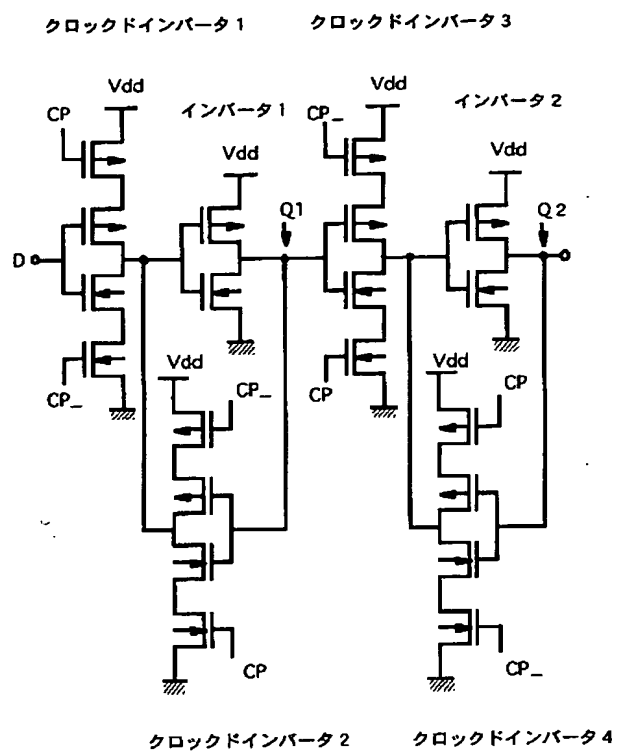 クロックドインバータ1
クロックドインバータ3
Vdd
Vdd
CP
インバータ1
CP_
インバータ2
Vdd
Vdd
Q1
Q2
D
CP_
Vdd
CP_
CP
Vdd
CP
CP
CP_
クロックドインバータ2
クロックドインバータ4